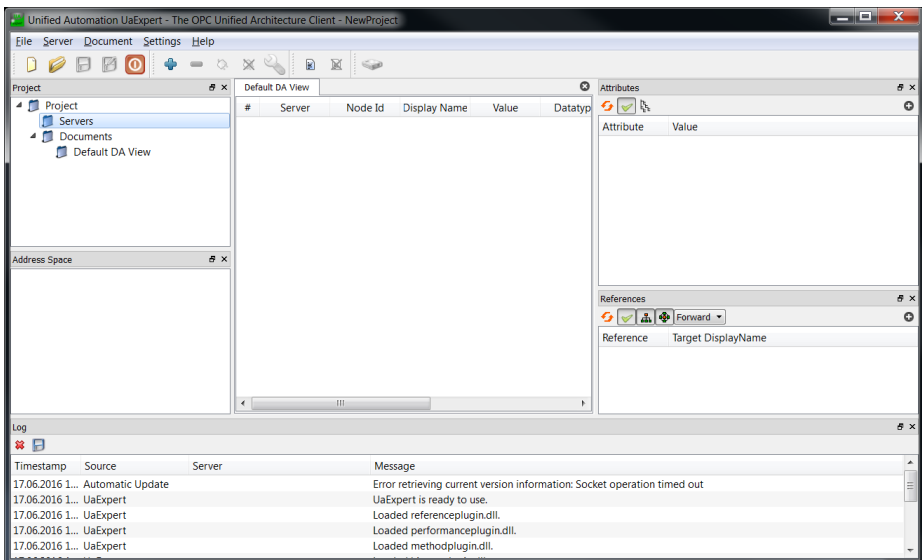 Unified Automation UaExpert - The OPC Unified Architecture Client - NewProject
File Server Document Settings Help
Project
Project
Servers
Documents
Default DA View
Address Space
Default DA View
# Server Node Id Display Name Value Datatyp
Attributes
Attribute Value
References
Forward
Reference Target DisplayName
Log
Timestamp Source Server Message
17.06.2016 1... Automatic Update Error retrieving current version information: Socket operation timed out
17.06.2016 1... UaExpert UaExpert is ready to use.
17.06.2016 1... UaExpert Loaded referenceplugin.dll.
17.06.2016 1... UaExpert Loaded performanceplugin.dll.
17.06.2016 1... UaExpert Loaded methodplugin.dll.